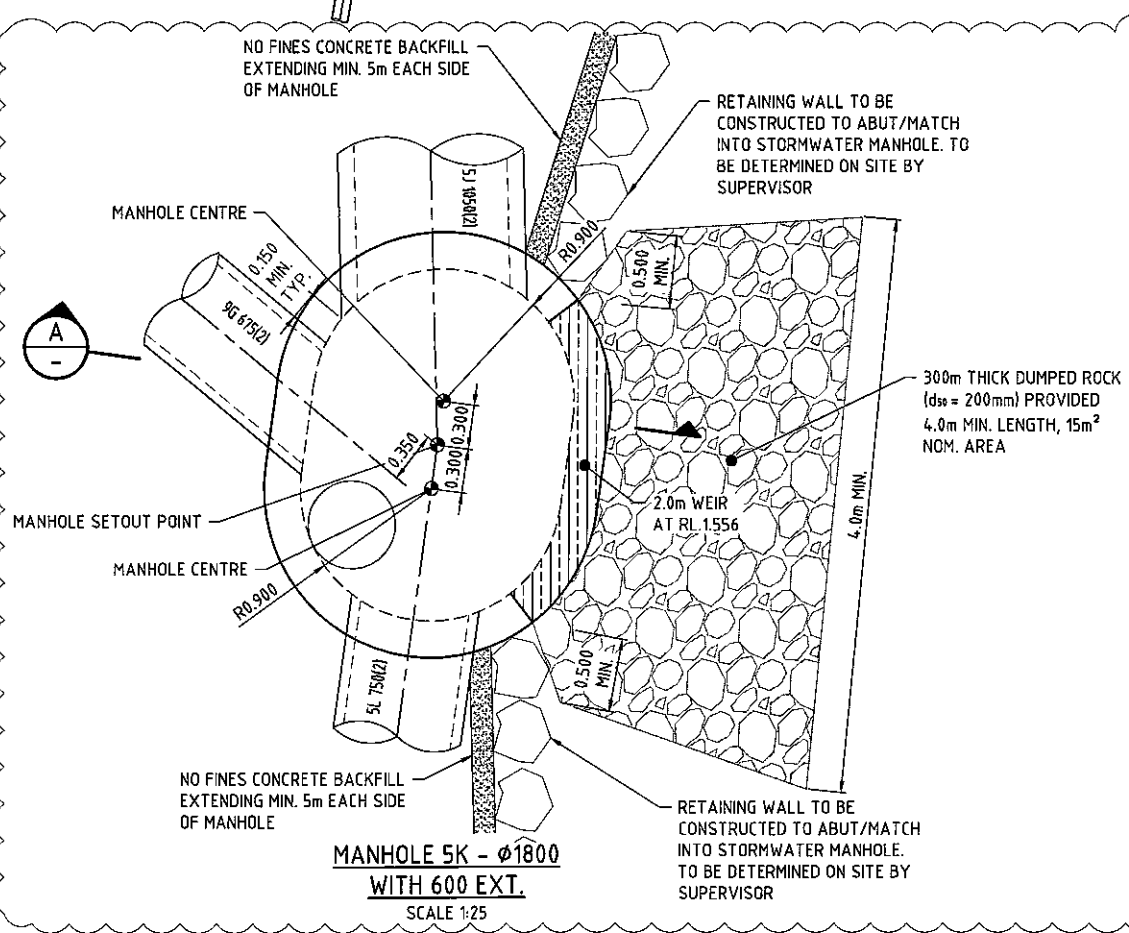 NO FINES CONCRETE BACKFILL
EXTENDING MIN. 5m EACH SIDE
OF MANHOLE
RETAINING WALL TO BE
CONSTRUCTED TO ABUT/MATCH
INTO STORMWATER MANHOLE. TO
BE DETERMINED ON SITE BY
SUPERVISOR
MANHOLE CENTRE
5J 1050(2)
R0.900
0.150
MIN.
TYP.
0.500
MIN.
9G 675(2)
A
-
300m THICK DUMPED ROCK
(d50 = 200mm) PROVIDED
4.0m MIN. LENGTH, 15m²
NOM. AREA
0.300
0.350
0.300
2.0m WEIR
AT RL.1.556
4.0m MIN.
MANHOLE SETOUT POINT
MANHOLE CENTRE
R0.900
0.500
MIN.
5L 750(2)
NO FINES CONCRETE BACKFILL
EXTENDING MIN. 5m EACH SIDE
OF MANHOLE
RETAINING WALL TO BE
CONSTRUCTED TO ABUT/MATCH
INTO STORMWATER MANHOLE.
TO BE DETERMINED ON SITE BY
SUPERVISOR
MANHOLE 5K - Ø1800
WITH 600 EXT.
SCALE 1:25